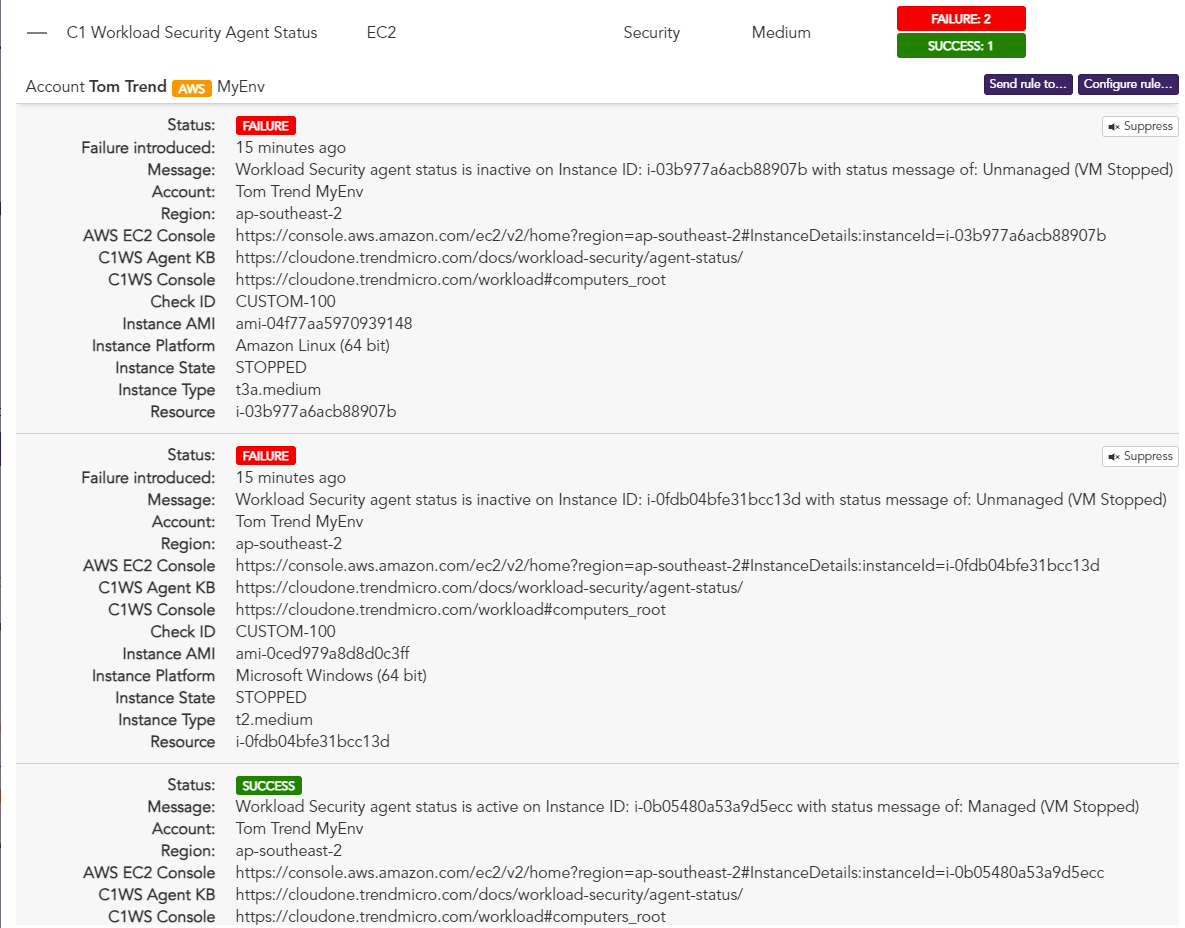 — C1 Workload Security Agent Status EC2 Security Medium FAILURE: 2
SUCCESS: 1
Account Tom Trend AWS MyEnv Send rule to... Configure rule...
Status: FAILURE Suppress
Failure introduced: 15 minutes ago
Message: Workload Security agent status is inactive on Instance ID: i-03b977a6acb88907b with status message of: Unmanaged (VM Stopped)
Account: Tom Trend MyEnv
Region: ap-southeast-2
AWS EC2 Console https://console.aws.amazon.com/ec2/v2/home?region=ap-southeast-2#InstanceDetails:instanceId=i-03b977a6acb88907b
C1WS Agent KB https://cloudone.trendmicro.com/docs/workload-security/agent-status/
C1WS Console https://cloudone.trendmicro.com/workload#computers_root
Check ID CUSTOM-100
Instance AMI ami-04f77aa5970939148
Instance Platform Amazon Linux (64 bit)
Instance State STOPPED
Instance Type t3a.medium
Resource i-03b977a6acb88907b
Status: FAILURE Suppress
Failure introduced: 15 minutes ago
Message: Workload Security agent status is inactive on Instance ID: i-0fdb04bfe31bcc13d with status message of: Unmanaged (VM Stopped)
Account: Tom Trend MyEnv
Region: ap-southeast-2
AWS EC2 Console https://console.aws.amazon.com/ec2/v2/home?region=ap-southeast-2#InstanceDetails:instanceId=i-0fdb04bfe31bcc13d
C1WS Agent KB https://cloudone.trendmicro.com/docs/workload-security/agent-status/
C1WS Console https://cloudone.trendmicro.com/workload#computers_root
Check ID CUSTOM-100
Instance AMI ami-0ced979a8d8d0c3ff
Instance Platform Microsoft Windows (64 bit)
Instance State STOPPED
Instance Type t2.medium
Resource i-0fdb04bfe31bcc13d
Status: SUCCESS
Message: Workload Security agent status is active on Instance ID: i-0b05480a53a9d5ecc with status message of: Managed (VM Stopped)
Account: Tom Trend MyEnv
Region: ap-southeast-2
AWS EC2 Console https://console.aws.amazon.com/ec2/v2/home?region=ap-southeast-2#InstanceDetails:instanceId=i-0b05480a53a9d5ecc
C1WS Agent KB https://cloudone.trendmicro.com/docs/workload-security/agent-status/
C1WS Console https://cloudone.trendmicro.com/workload#computers_root